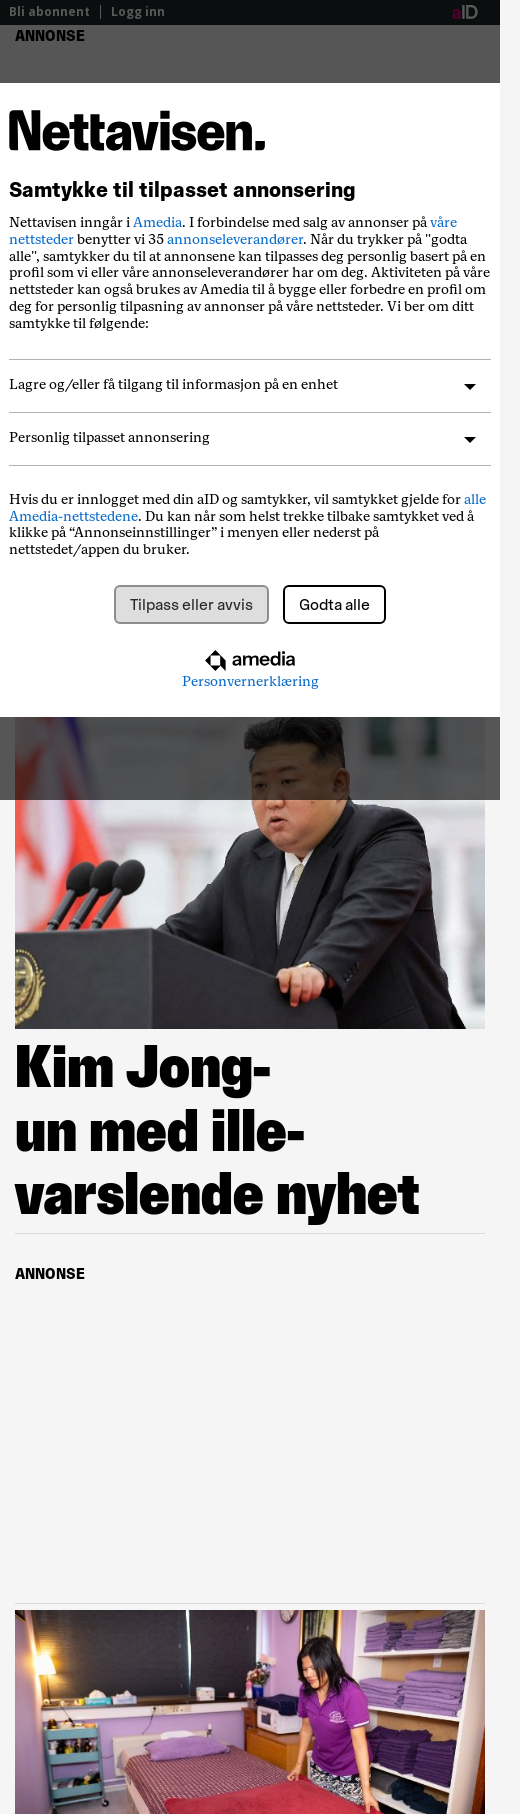 Bli abonnent
Logg inn
aID
ANNONSE
Nettavisen.
Samtykke til tilpasset annonsering
Nettavisen inngår i Amedia. I forbindelse med salg av annonser på våre
nettsteder benytter vi 35 annonseleverandører. Når du trykker på "godta
alle", samtykker du til at annonsene kan tilpasses deg personlig basert på en
profil som vi eller våre annonseleverandører har om deg. Aktiviteten på våre
nettsteder kan også brukes av Amedia til å bygge eller forbedre en profil om
deg for personlig tilpasning av annonser på våre nettsteder. Vi ber om ditt
samtykke til følgende:
Lagre og/eller få tilgang til informasjon på en enhet
Personlig tilpasset annonsering
Hvis du er innlogget med din aID og samtykker, vil samtykket gjelde for alle
Amedia-nettstedene. Du kan når som helst trekke tilbake samtykket ved å
klikke på “Annonseinnstillinger” i menyen eller nederst på
nettstedet/appen du bruker.
Tilpass eller avvis
Godta alle
amedia
Personvernerklæring
Kim Jong-
un med ille-
varslende nyhet
ANNONSE